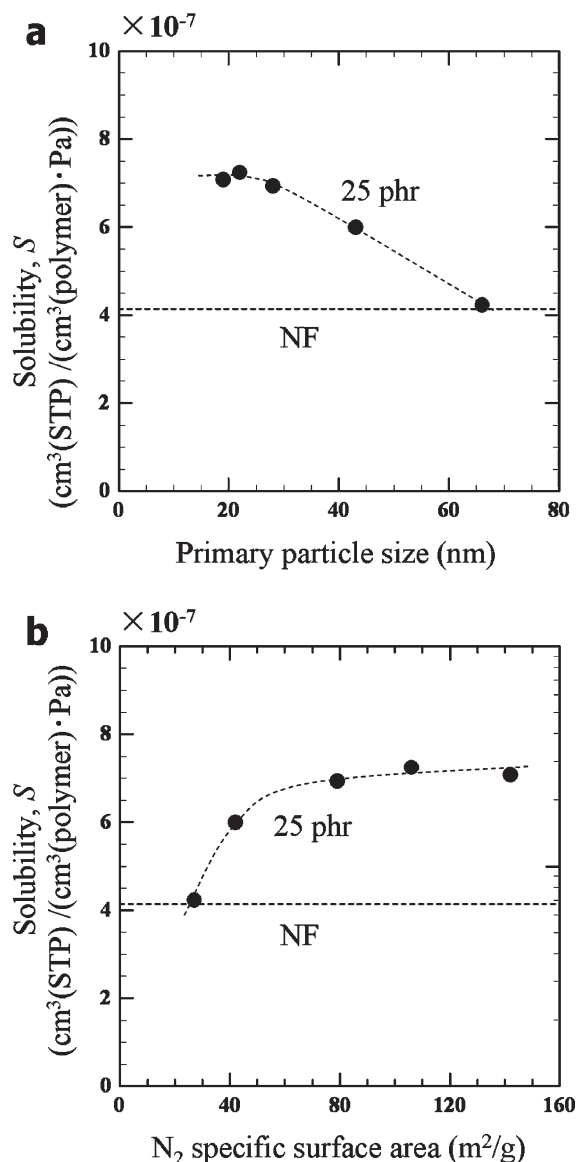 a
× 10⁻⁷
10
8
6
4
2
0
0 20 40 60 80
25 phr
NF
Solubility, S
(cm³(STP) /(cm³(polymer)・Pa))
Primary particle size (nm)
b
× 10⁻⁷
10
8
6
4
2
0
0 40 80 120 160
25 phr
NF
Solubility, S
(cm³(STP) /(cm³(polymer)・Pa))
N₂ specific surface area (m²/g)